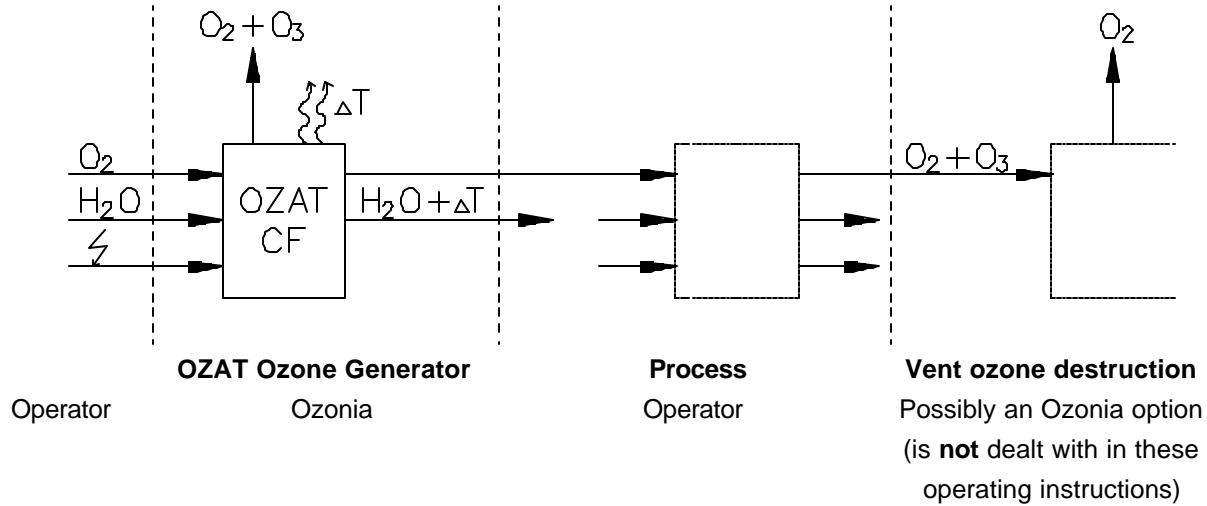 O₂ + O₃
O₂
ΔT
O₂
O₂ + O₃
H₂O
OZAT
H₂O + ΔT
CF
OZAT Ozone Generator
Process
Vent ozone destruction
Operator
Ozonia
Operator
Possibly an Ozonia option
(is not dealt with in these
operating instructions)